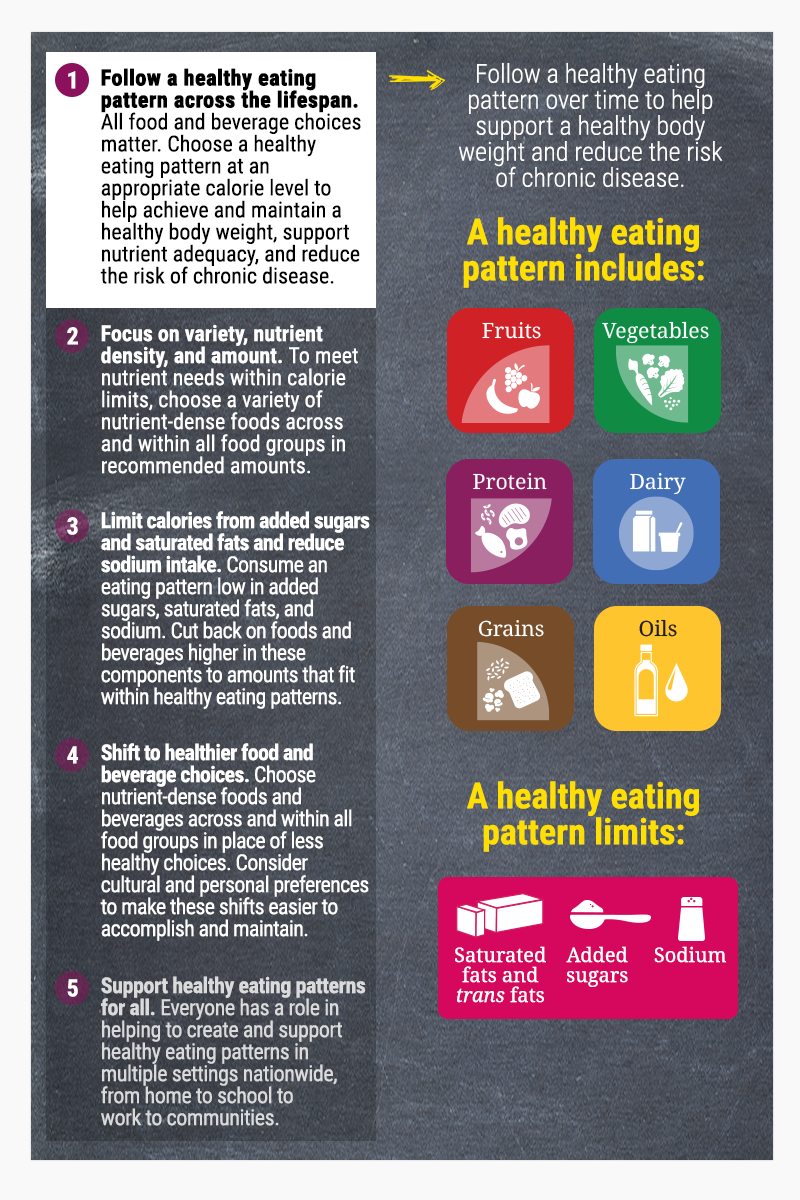 1
Follow a healthy eating
pattern across the lifespan.
All food and beverage choices
matter. Choose a healthy
eating pattern at an
appropriate calorie level to
help achieve and maintain a
healthy body weight, support
nutrient adequacy, and reduce
the risk of chronic disease.
2
Focus on variety, nutrient
density, and amount. To meet
nutrient needs within calorie
limits, choose a variety of
nutrient-dense foods across
and within all food groups in
recommended amounts.
3
Limit calories from added sugars
and saturated fats and reduce
sodium intake. Consume an
eating pattern low in added
sugars, saturated fats, and
sodium. Cut back on foods and
beverages higher in these
components to amounts that fit
within healthy eating patterns.
4
Shift to healthier food and
beverage choices. Choose
nutrient-dense foods and
beverages across and within all
food groups in place of less
healthy choices. Consider
cultural and personal preferences
to make these shifts easier to
accomplish and maintain.
5
Support healthy eating patterns
for all. Everyone has a role in
helping to create and support
healthy eating patterns in
multiple settings nationwide,
from home to school to
work to communities.
Follow a healthy eating
pattern over time to help
support a healthy body
weight and reduce the risk
of chronic disease.
A healthy eating
pattern includes:
Fruits
Vegetables
Protein
Dairy
Grains
Oils
A healthy eating
pattern limits:
Saturated
fats and
trans fats
Added
sugars
Sodium